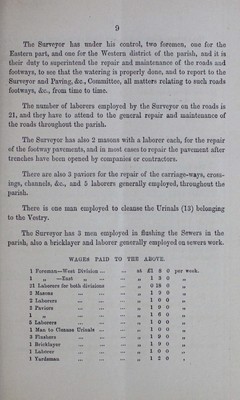 9
The Surveyor has under his control, two foremen, one for the
Eastern part, and one for the Western district of the parish, and it is
their duty to superintend the repair and maintenance of the roads and
footways, to see that the watering is properly done, and to report to the
Surveyor and Paving, &c., Committee, all matters relating to such roads
footways, &c., from time to time.
The number of laborers employed by the Surveyor on the roads is
21, and they have to attend to the general repair and maintenance of
the roads throughout the parish.
The Surveyor has also 2 masons with a laborer each, for the repair
of the footway pavements, and in most cases to repair the pavement after
trenches have been opened by companies or contractors.
There are also 3 paviors for the repair of the carriage-ways, cross-
ings, channels, &c., and 5 laborers generally employed, throughout the
parish.
There is one man employed to cleanse the Urinals (13) belonging
to the Vestry.
The Surveyor has 3 men employed in flushing the Sewers in the
parish, also a bricklayer and laborer generally employed on sewers work.
WAGES PAID TO THE ABOVE.
1 Foreman—West Division ... ... at £1 8 0 per week.
1 „ —East „ ... ... „ 1 5 0 „
21 Laborers for both divisions ... „ 0 18 0 „
2 Masons ... ... ... ... „ 1 9 0 „
2 Laborers ... ... ... ... „ 1 0 0 „
2 Paviors ... ... ... ... „ 1 9 0 „
1 „ ... ... ... ... „ 1 6 0 „
5 Laborers ... ... ... ... „ 1 0 0 „
1 Man to Cleanse Urinals ... ... „ 1 0 0 „
3 Flushers ... ... ... ... „ 1 9 0 „
1 Bricklayer ... ... ... ... „ 1 9 0 „
1 Laborer ... ... ... ... „ 1 0 0 „
1 Yardsman ... ... ... ... „ 1 2 0 „